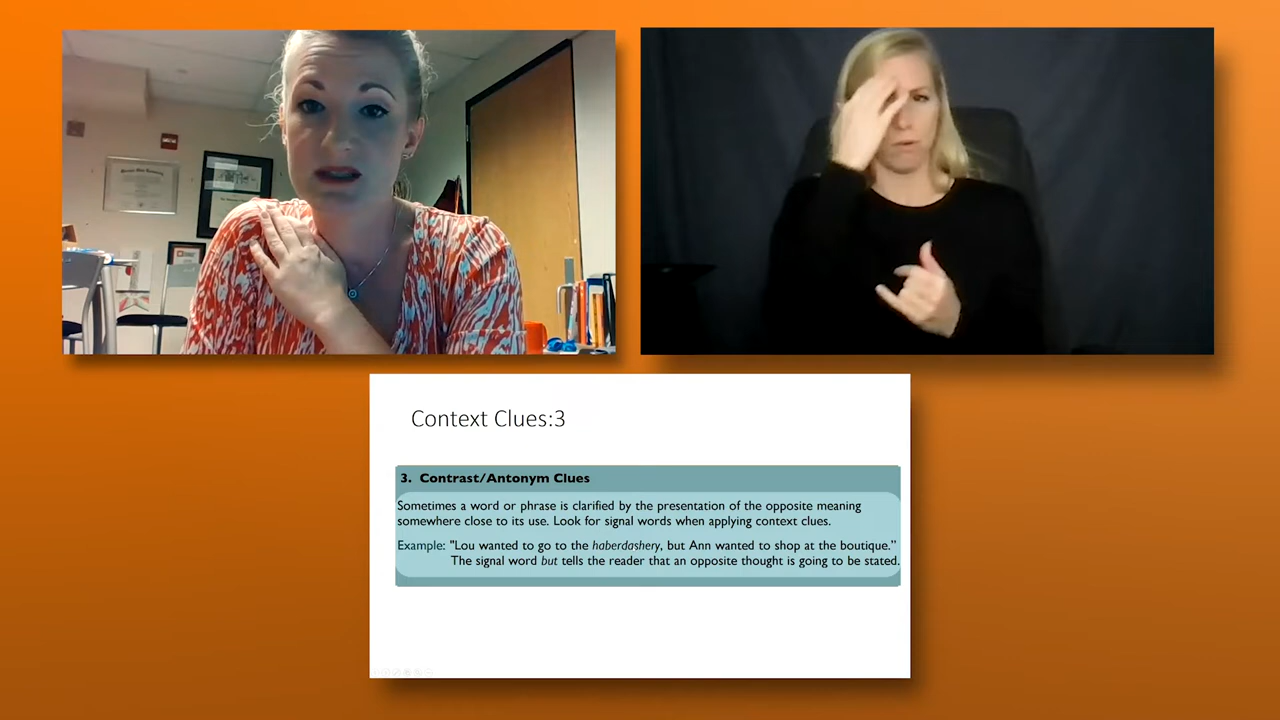 Context Clues:3
3. Contrast/Antonym Clues
Sometimes a word or phrase is clarified by the presentation of the opposite meaning
somewhere close to its use. Look for signal words when applying context clues.
Example: "Lou wanted to go to the haberdashery, but Ann wanted to shop at the boutique.”
The signal word but tells the reader that an opposite thought is going to be stated.